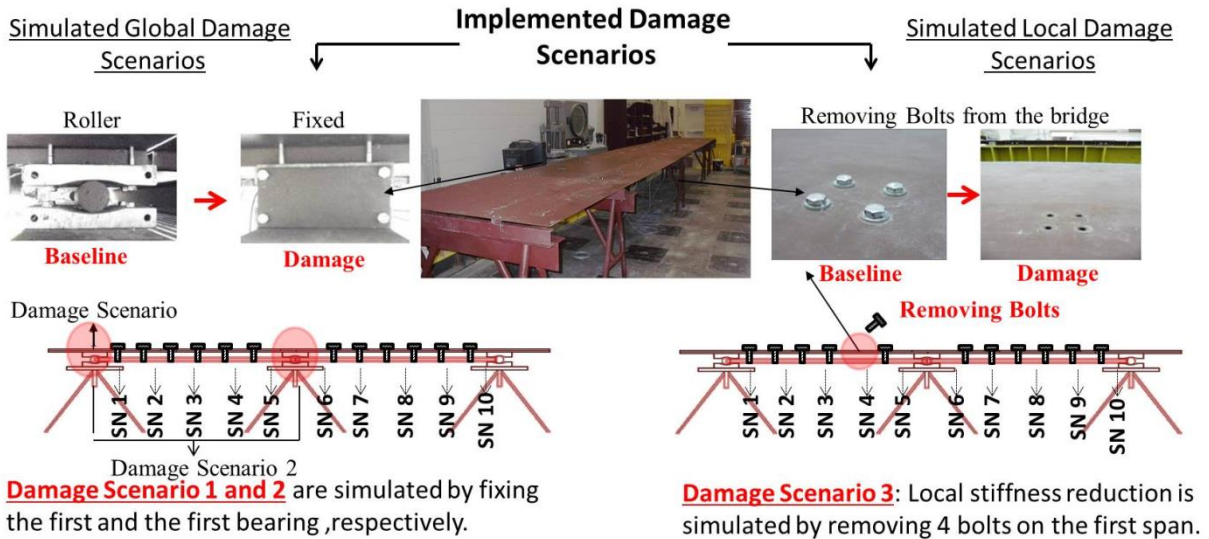 Simulated Global Damage
Scenarios
Implemented Damage
Scenarios
Simulated Local Damage
Scenarios
Roller
Fixed
Removing Bolts from the bridge
Baseline
Damage
Baseline
Damage
Removing Bolts
Damage Scenario
SN 1
SN 2
SN 3
SN 4
SN 5
SN 6
SN 7
SN 8
SN 9
SN 10
SN 1
SN 2
SN 3
SN 4
SN 5
SN 6
SN 7
SN 8
SN 9
SN 10
Damage Scenario 2
Damage Scenario 1 and 2 are simulated by fixing
the first and the first bearing ,respectively.
Damage Scenario 3: Local stiffness reduction is
simulated by removing 4 bolts on the first span.